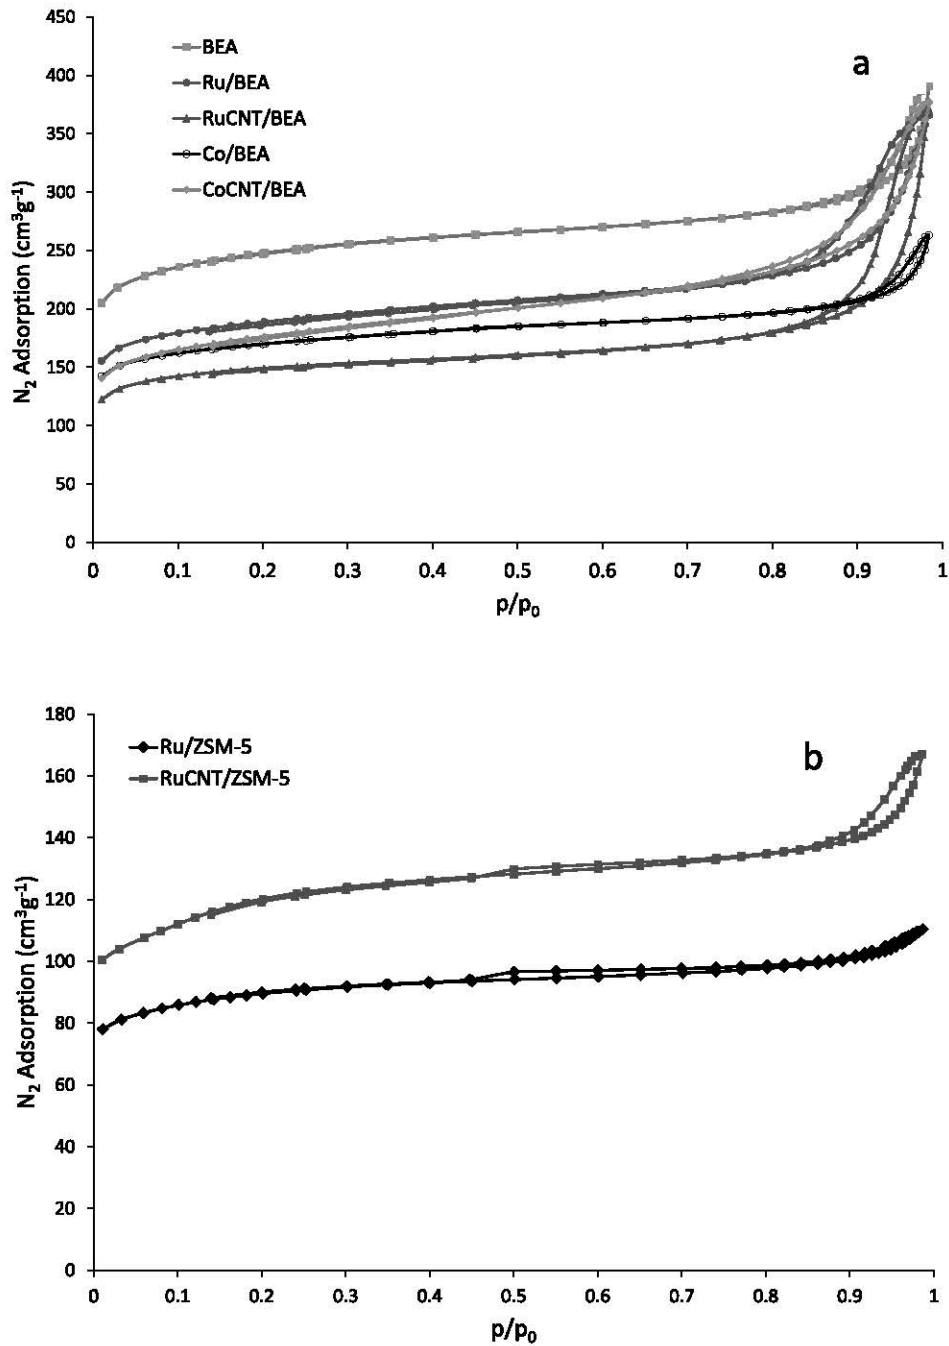 450
400
350
300
250
200
150
100
50
0
N₂ Adsorption (cm³g⁻¹)
BEA
Ru/BEA
RuCNT/BEA
Co/BEA
CoCNT/BEA
a
0 0.1 0.2 0.3 0.4 0.5 0.6 0.7 0.8 0.9 1
p/p₀
180
160
140
120
100
80
60
40
20
0
N₂ Adsorption (cm³g⁻¹)
Ru/ZSM-5
RuCNT/ZSM-5
b
0 0.1 0.2 0.3 0.4 0.5 0.6 0.7 0.8 0.9 1
p/p₀